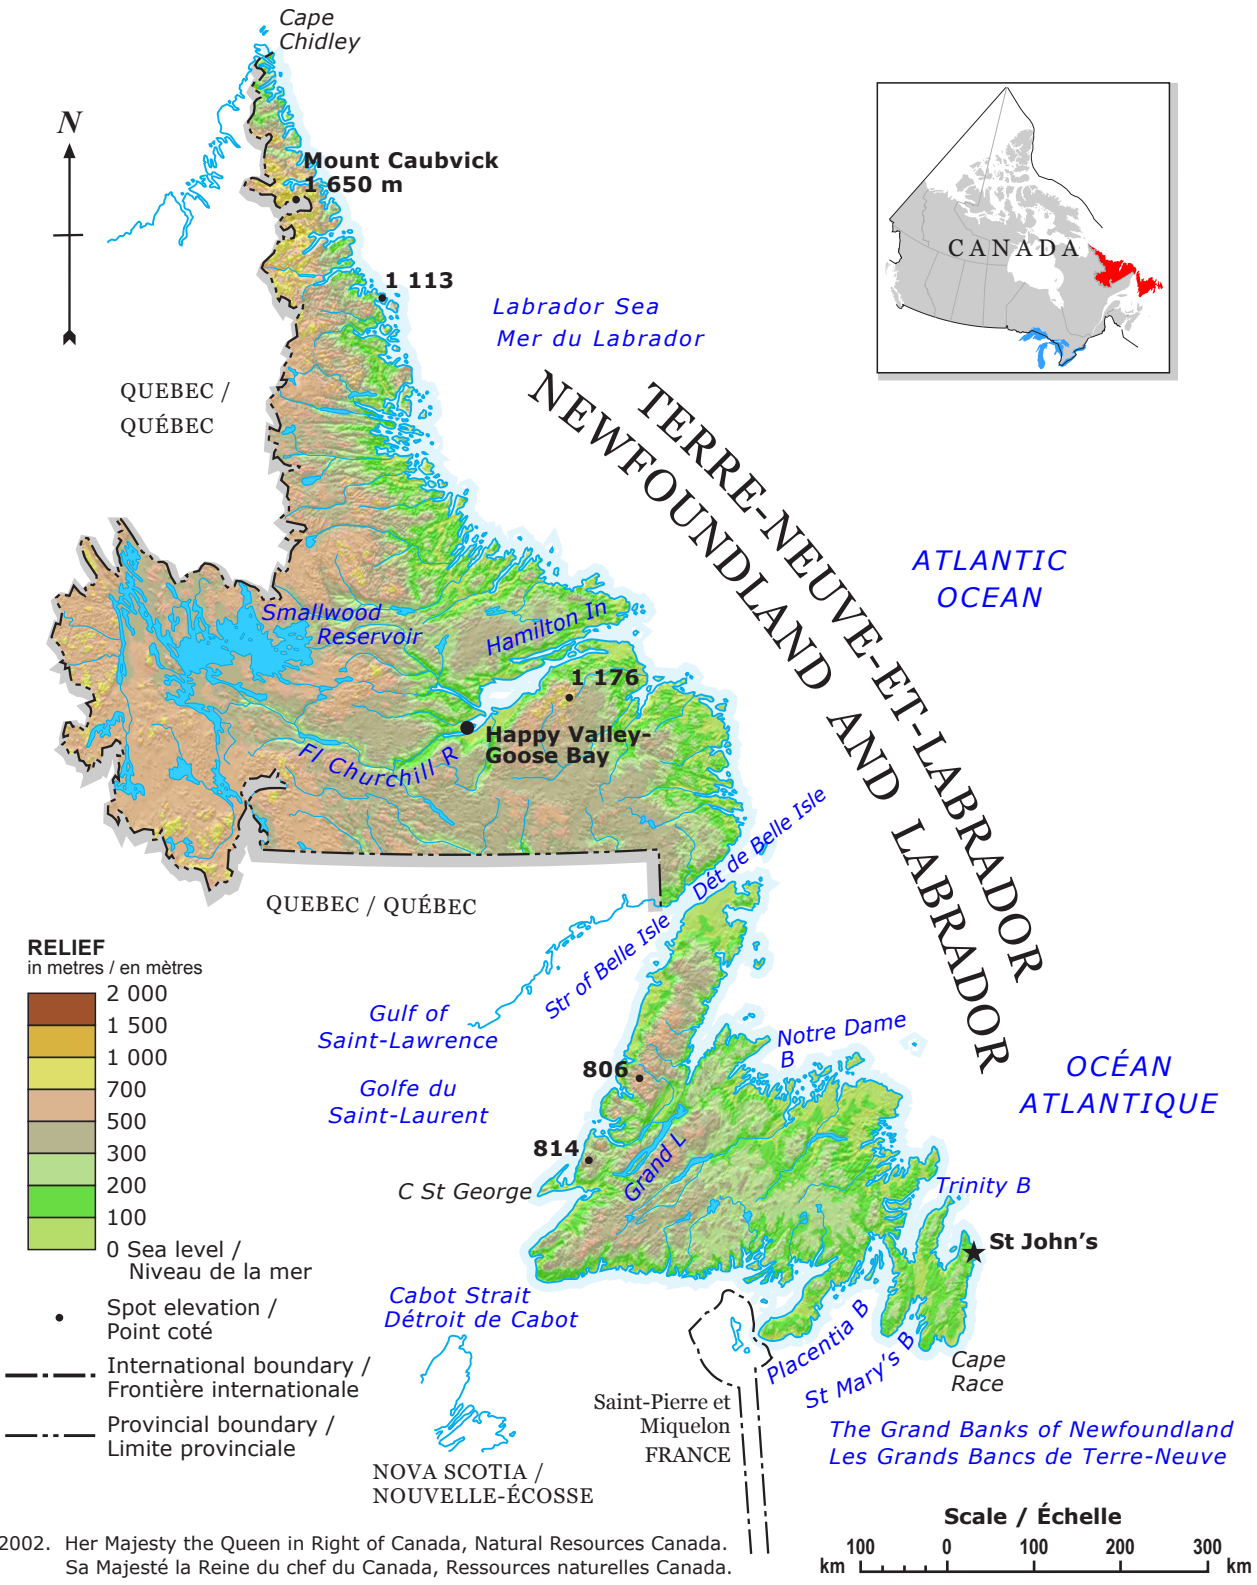 Cape
Chidley
N
Mount Caubvick
1 650 m
1 113
Labrador Sea
Mer du Labrador
CANADA
QUEBEC /
QUÉBEC
TERRE-NEUVE-ET-LABRADOR
NEWFOUNDLAND AND LABRADOR
ATLANTIC
OCEAN
Smallwood
Reservoir
Hamilton In
1 176
Happy Valley-
Goose Bay
Fl Churchill R
Dét de Belle Isle
Str of Belle Isle
QUEBEC / QUÉBEC
RELIEF
in metres / en mètres
2 000
1 500
1 000
700
500
300
200
100
0 Sea level /
Niveau de la mer
Spot elevation /
Point coté
International boundary /
Frontière internationale
Provincial boundary /
Limite provinciale
Gulf of
Saint-Lawrence
Golfe du
Saint-Laurent
Notre Dame
B
806
814
Grand L
C St George
OCÉAN
ATLANTIQUE
Trinity B
St John's
Cabot Strait
Détroit de Cabot
Placentia B
St Mary's B
Cape
Race
Saint-Pierre et
Miquelon
FRANCE
The Grand Banks of Newfoundland
Les Grands Bancs de Terre-Neuve
NOVA SCOTIA /
NOUVELLE-ÉCOSSE
Scale / Échelle
km 100 0 100 200 300 km
2002. Her Majesty the Queen in Right of Canada, Natural Resources Canada.
Sa Majesté la Reine du chef du Canada, Ressources naturelles Canada.